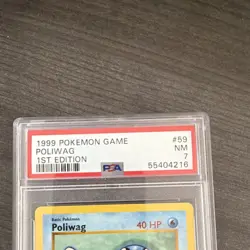 1999 POKEMON GAME #59
POLIWAG NM
1ST EDITION 7
PSA 55404216
Basic Pokémon
Poliwag 40 HP